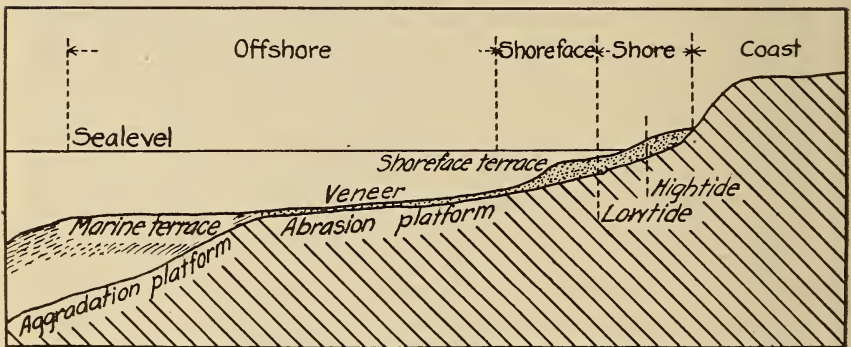 Offshore
Shoreface
Shore
Coast
Sealevel
Shoreface terrace
Veneer
Hightide
Marine terrace
Abrasion platform
Lowtide
Aggradation platform